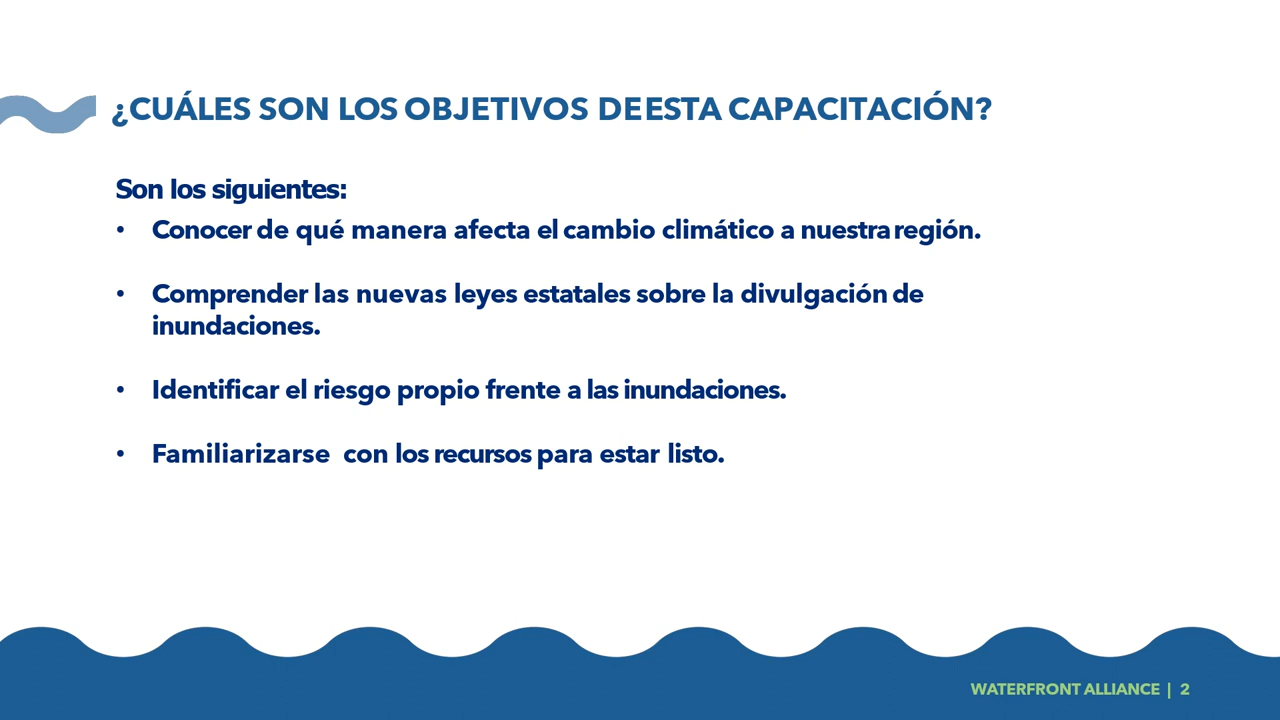 ¿CUÁLES SON LOS OBJETIVOS DE ESTA CAPACITACIÓN?
Son los siguientes:
• Conocer de qué manera afecta el cambio climático a nuestra región.
• Comprender las nuevas leyes estatales sobre la divulgación de
inundaciones.
• Identificar el riesgo propio frente a las inundaciones.
• Familiarizarse con los recursos para estar listo.
WATERFRONT ALLIANCE | 2